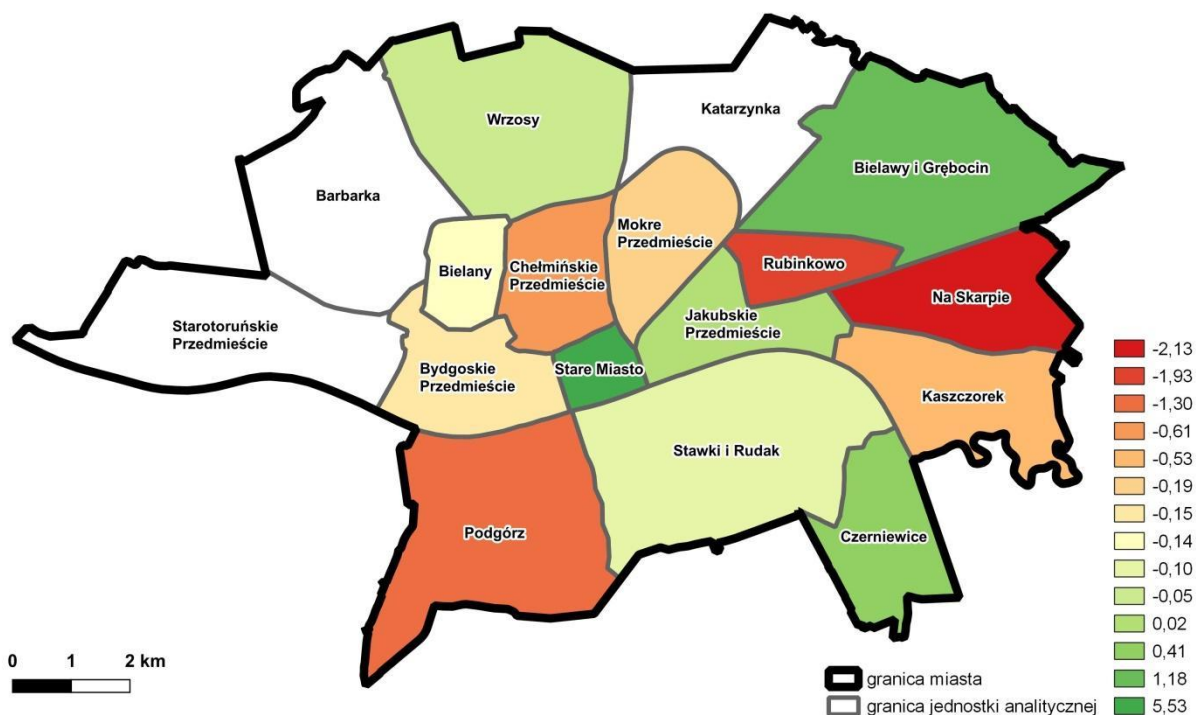 Wrzosy
Katarzynka
Bielawy i Grębocin
Barbarka
Mokre
Przedmieście
Bielany
Chełmińskie
Przedmieście
Rubinkowo
Na Skarpie
Starotoruńskie
Przedmieście
Jakubskie
Przedmieście
Bydgoskie
Przedmieście
Stare Miasto
Kaszczorek
Stawki i Rudak
Podgórz
Czerniewice
-2,13
-1,93
-1,30
-0,61
-0,53
-0,19
-0,15
-0,14
-0,10
-0,05
0,02
0,41
1,18
5,53
0 1 2 km
granica miasta
granica jednostki analitycznej